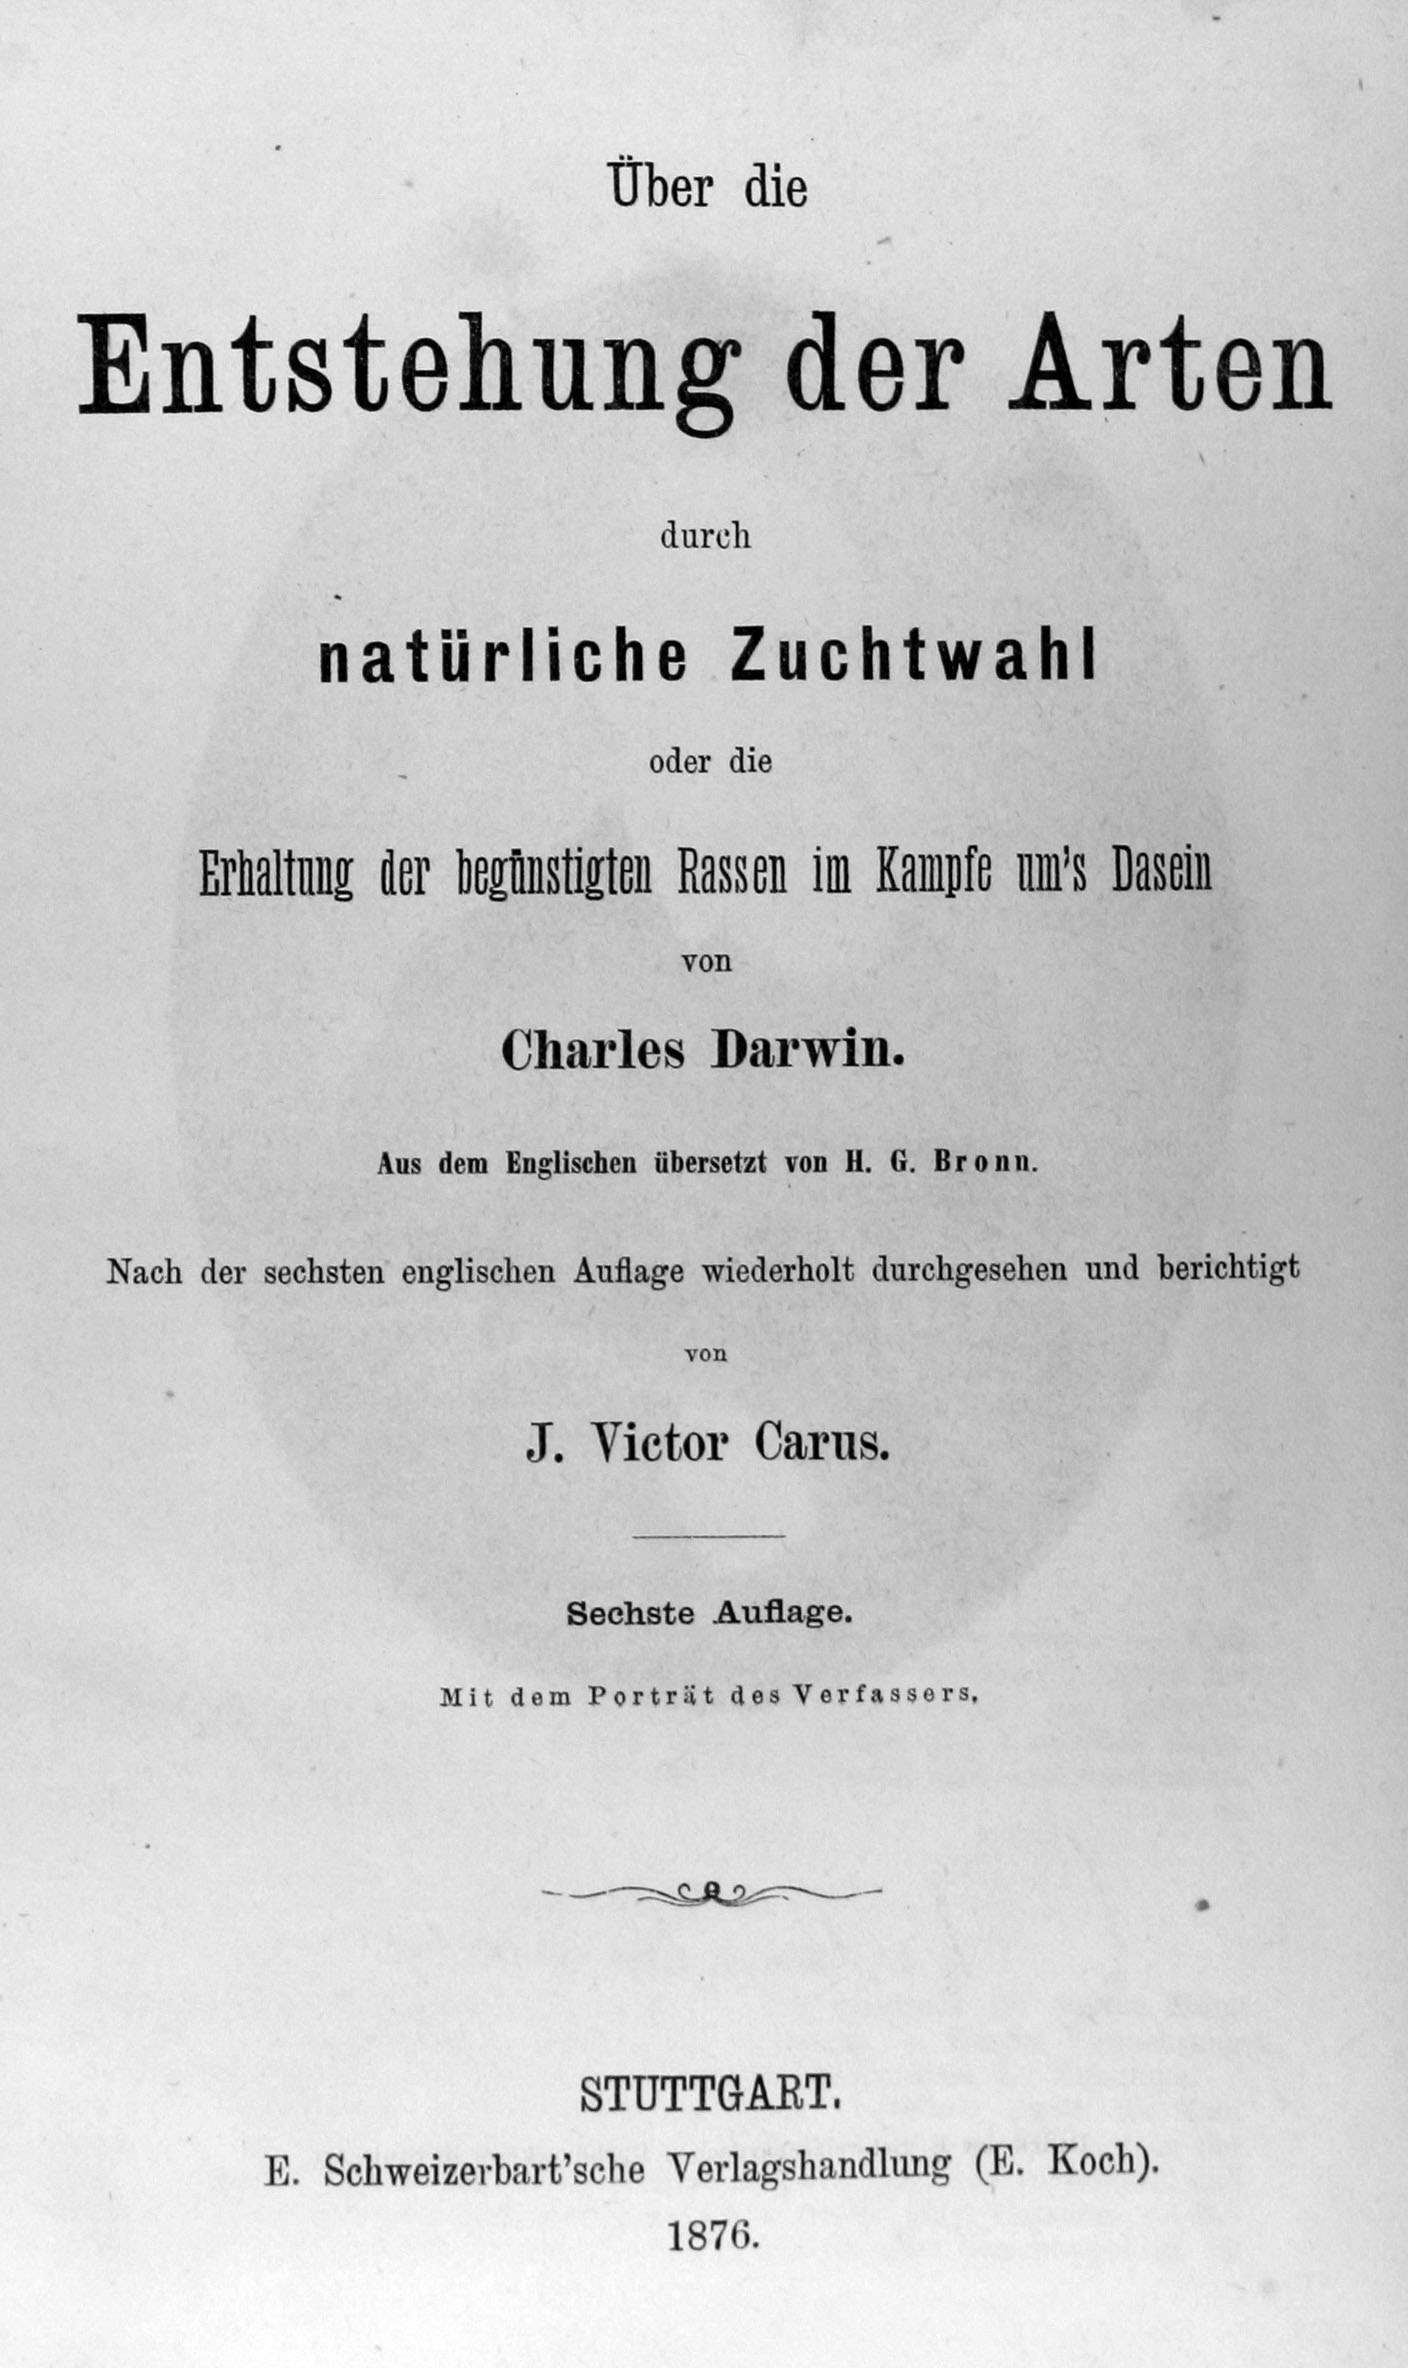 Über die
Entstehung der Arten
durch
natürliche Zuchtwahl
oder die
Erhaltung der begünstigten Rassen im Kampfe um's Dasein
von
Charles Darwin.
Aus dem Englischen übersetzt von H. G. Bronn.
Nach der sechsten englischen Auflage wiederholt durchgesehen und berichtigt
von
J. Victor Carus.
Sechste Auflage.
Mit dem Porträt des Verfassers.
STUTTGART.
E. Schweizerbart'sche Verlagshandlung (E. Koch).
1876.